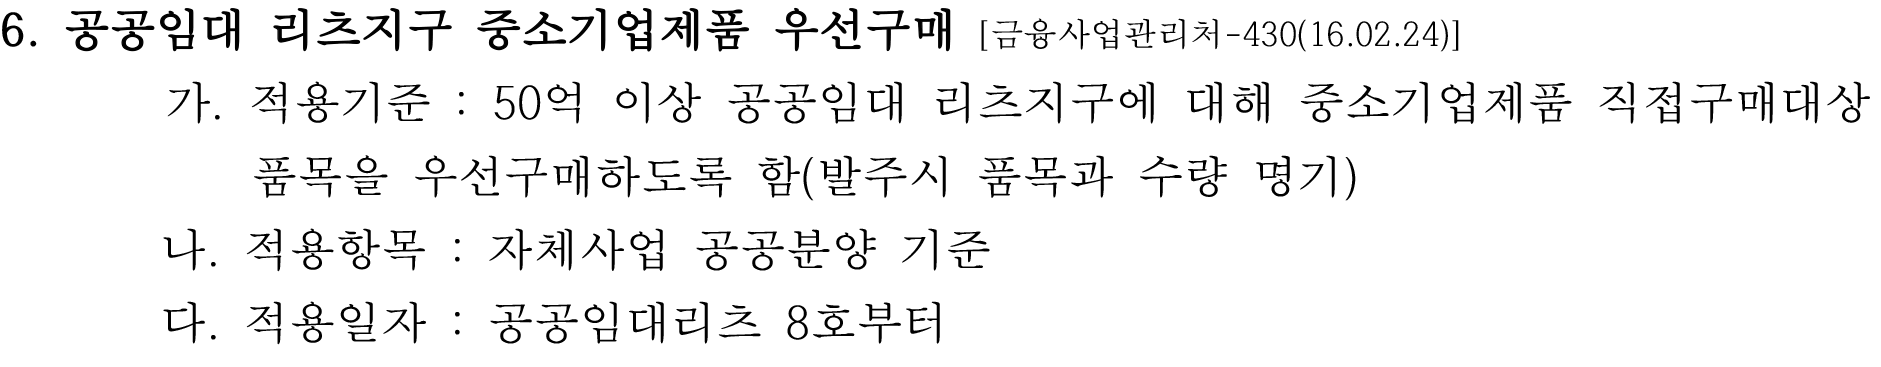 6. 공공임대 리츠지구 중소기업제품 우선구매 [금융사업관리처-430(16.02.24)]
가. 적용기준 : 50억 이상 공공임대 리츠지구에 대해 중소기업제품 직접구매대상
품목을 우선구매하도록 함(발주시 품목과 수량 명기)
나. 적용항목 : 자체사업 공공분양 기준
다. 적용일자 : 공공임대리츠 8호부터